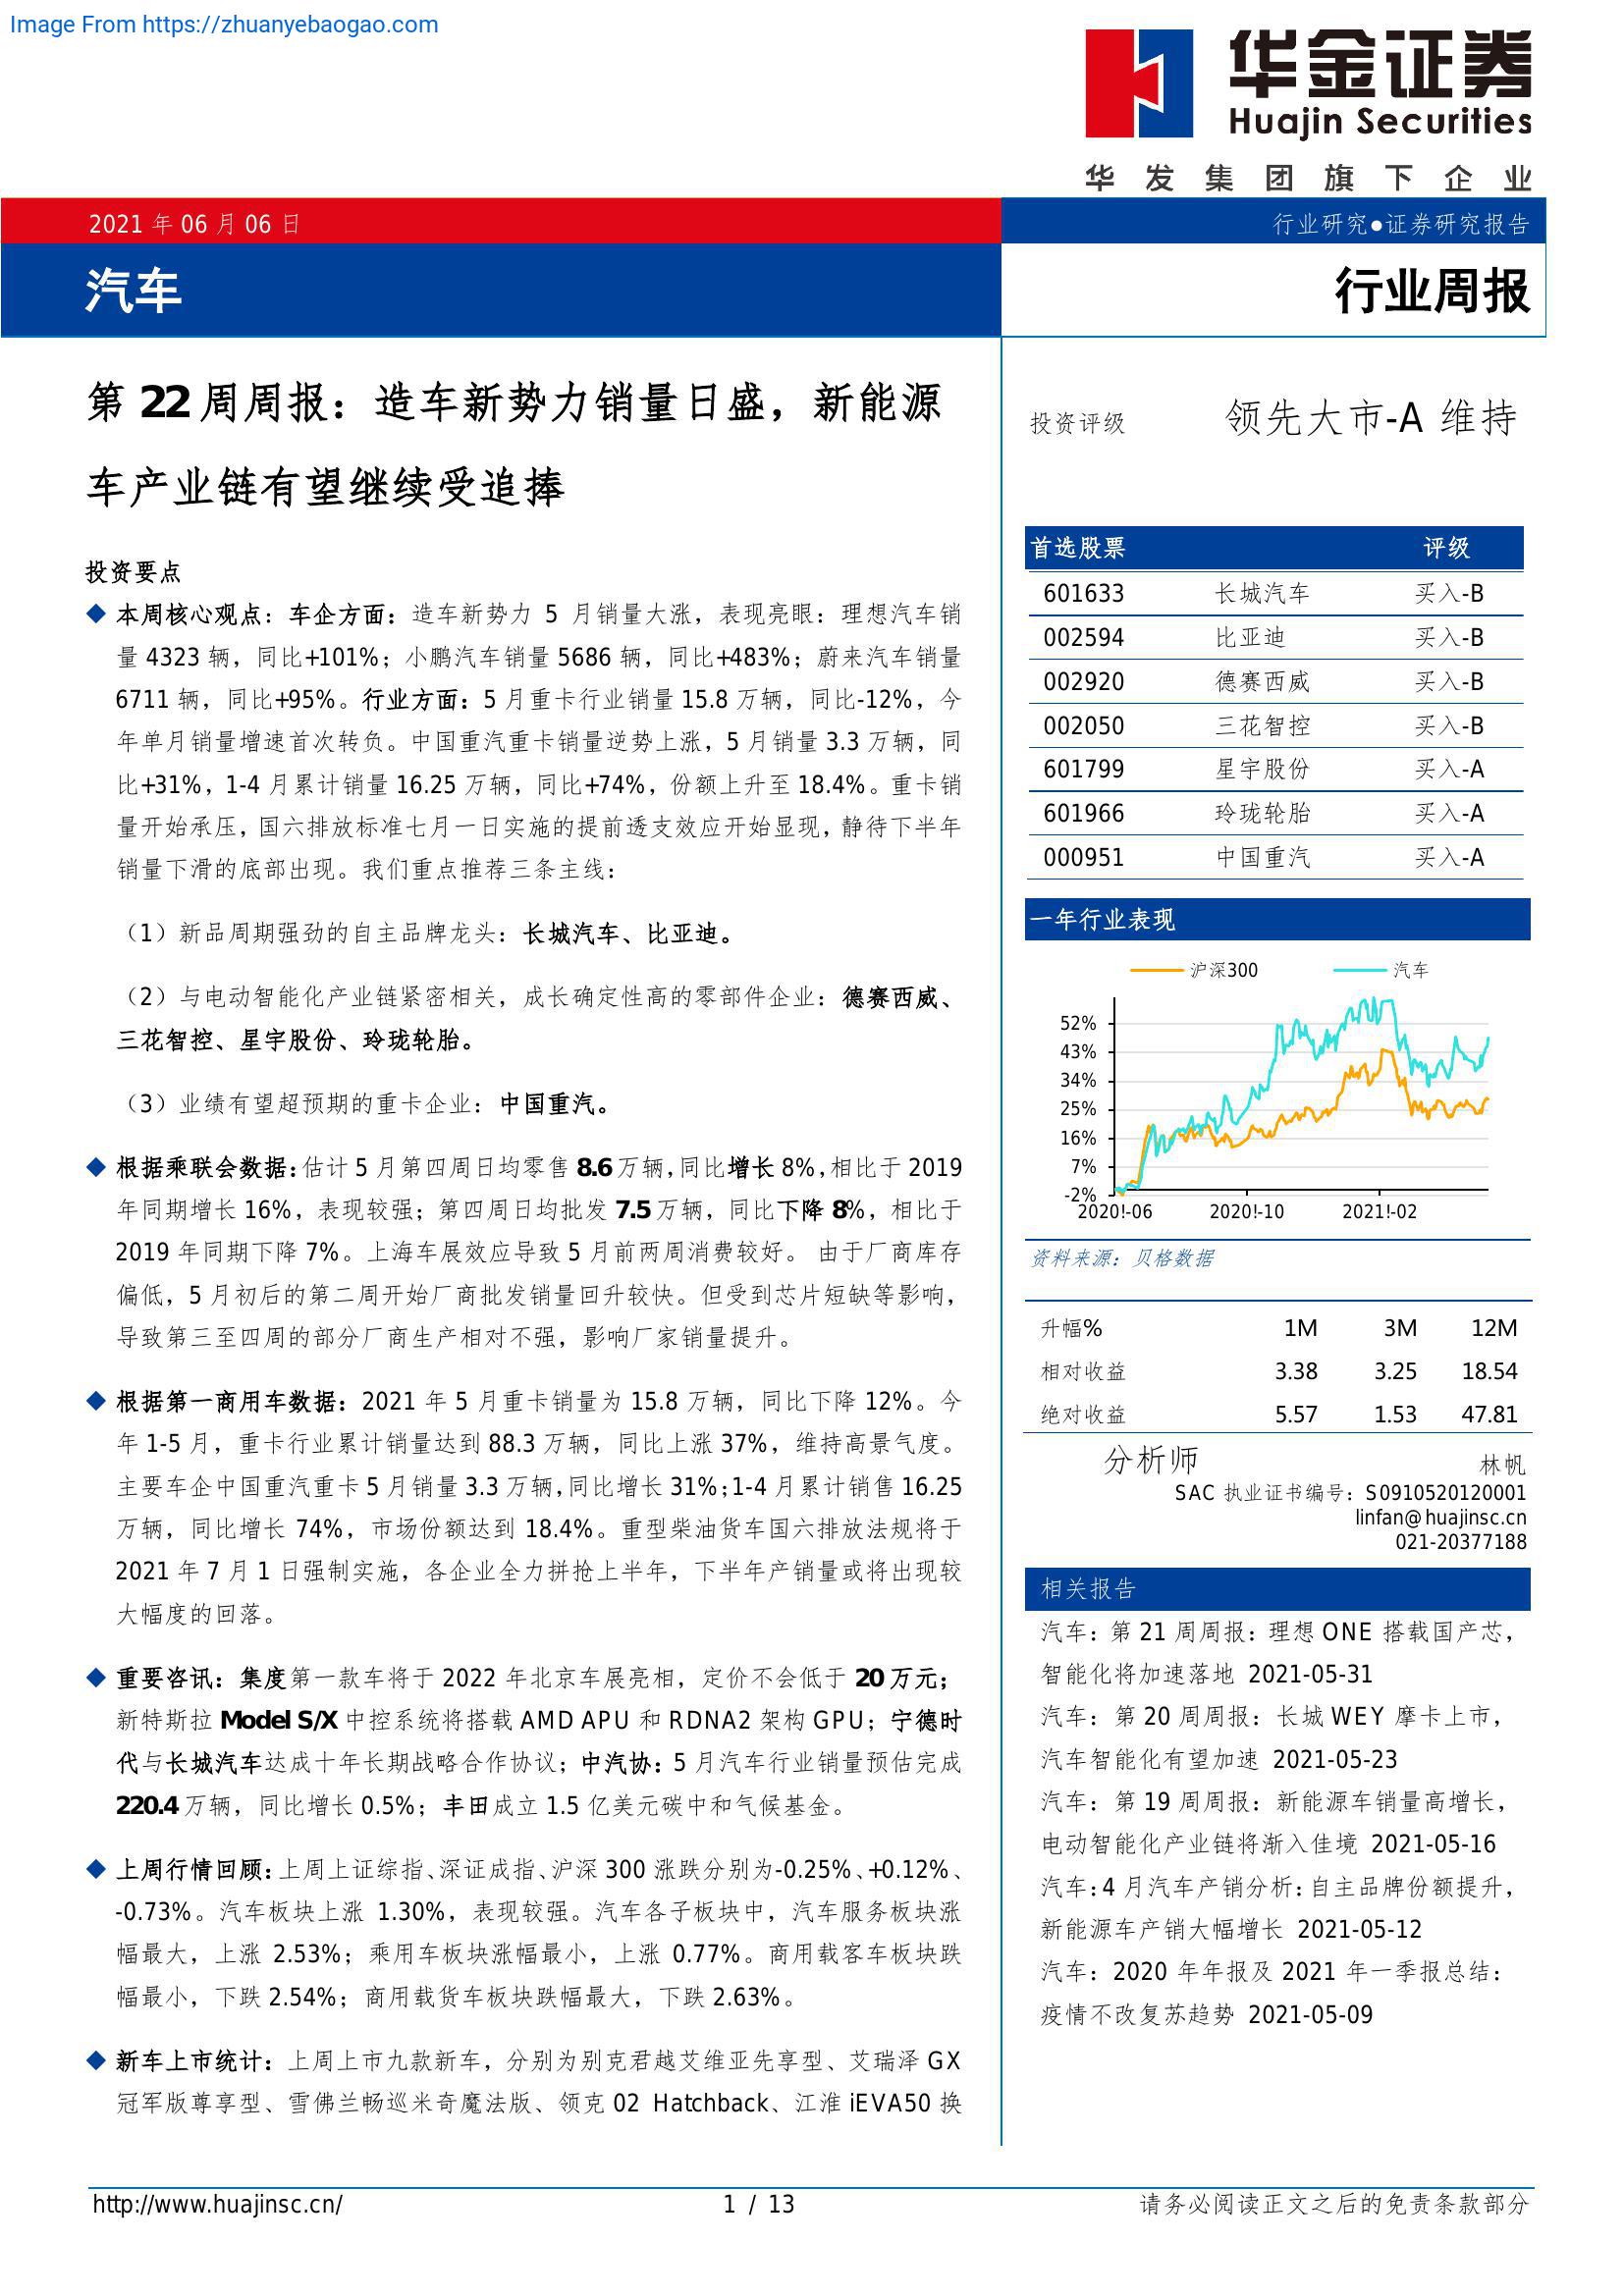 Image From https://zhuanyebaogao.com
华金证券
Huajin Securities
华发集团旗下企业
2021 年 06 月 06 日
行业研究●证券研究报告
汽车
行业周报
第 22 周周报：造车新势力销量日盛，新能源
车产业链有望继续受追捧
投资要点
◆ 本周核心观点：车企方面：造车新势力 5 月销量大涨，表现亮眼：理想汽车销
量 4323 辆，同比+101%；小鹏汽车销量 5686 辆，同比+483%；蔚来汽车销量
6711 辆，同比+95%。行业方面：5 月重卡行业销量 15.8 万辆，同比-12%，今
年单月销量增速首次转负。中国重汽重卡销量逆势上涨，5 月销量 3.3 万辆，同
比+31%，1-4 月累计销量 16.25 万辆，同比+74%，份额上升至 18.4%。重卡销
量开始承压，国六排放标准七月一日实施的提前透支效应开始显现，静待下半年
销量下滑的底部出现。我们重点推荐三条主线：
（1）新品周期强劲的自主品牌龙头：长城汽车、比亚迪。
（2）与电动智能化产业链紧密相关，成长确定性高的零部件企业：德赛西威、
三花智控、星宇股份、玲珑轮胎。
（3）业绩有望超预期的重卡企业：中国重汽。
◆ 根据乘联会数据：估计 5 月第四周日均零售 8.6 万辆，同比增长 8%，相比于 2019
年同期增长 16%，表现较强；第四周日均批发 7.5 万辆，同比下降 8%，相比于
2019 年同期下降 7%。上海车展效应导致 5 月前两周消费较好。 由于厂商库存
偏低，5 月初后的第二周开始厂商批发销量回升较快。但受到芯片短缺等影响，
导致第三至四周的部分厂商生产相对不强，影响厂家销量提升。
◆ 根据第一商用车数据：2021 年 5 月重卡销量为 15.8 万辆，同比下降 12%。今
年 1-5 月，重卡行业累计销量达到 88.3 万辆，同比上涨 37%，维持高景气度。
主要车企中国重汽重卡 5 月销量 3.3 万辆，同比增长 31%；1-4 月累计销售 16.25
万辆，同比增长 74%，市场份额达到 18.4%。重型柴油货车国六排放法规将于
2021 年 7 月 1 日强制实施，各企业全力拼抢上半年，下半年产销量或将出现较
大幅度的回落。
◆ 重要咨讯：集度第一款车将于 2022 年北京车展亮相，定价不会低于 20 万元；
新特斯拉 Model S/X 中控系统将搭载 AMD APU 和 RDNA2 架构 GPU；宁德时
代与长城汽车达成十年长期战略合作协议；中汽协：5 月汽车行业销量预估完成
220.4 万辆，同比增长 0.5%；丰田成立 1.5 亿美元碳中和气候基金。
◆ 上周行情回顾：上周上证综指、深证成指、沪深 300 涨跌分别为-0.25%、+0.12%、
-0.73%。汽车板块上涨 1.30%，表现较强。汽车各子板块中，汽车服务板块涨
幅最大，上涨 2.53%；乘用车板块涨幅最小，上涨 0.77%。商用载客车板块跌
幅最小，下跌 2.54%；商用载货车板块跌幅最大，下跌 2.63%。
◆ 新车上市统计：上周上市九款新车，分别为别克君越艾维亚先享型、艾瑞泽 GX
冠军版尊享型、雪佛兰畅巡米奇魔法版、领克 02 Hatchback、江淮 iEVA50 换
投资评级 领先大市-A 维持
首选股票 评级
601633 长城汽车 买入-B
002594 比亚迪 买入-B
002920 德赛西威 买入-B
002050 三花智控 买入-B
601799 星宇股份 买入-A
601966 玲珑轮胎 买入-A
000951 中国重汽 买入-A
一年行业表现
沪深300 汽车
52%
43%
34%
25%
16%
7%
-2%
2020!-06 2020!-10 2021!-02
资料来源：贝格数据
升幅% 1M 3M 12M
相对收益 3.38 3.25 18.54
绝对收益 5.57 1.53 47.81
分析师 林帆
SAC 执业证书编号：S0910520120001
linfan@huajinsc.cn
021-20377188
相关报告
汽车：第 21 周周报：理想 ONE 搭载国产芯，
智能化将加速落地 2021-05-31
汽车：第 20 周周报：长城 WEY 摩卡上市，
汽车智能化有望加速 2021-05-23
汽车：第 19 周周报：新能源车销量高增长，
电动智能化产业链将渐入佳境 2021-05-16
汽车：4 月汽车产销分析：自主品牌份额提升，
新能源车产销大幅增长 2021-05-12
汽车：2020 年年报及 2021 年一季报总结：
疫情不改复苏趋势 2021-05-09
http://www.huajinsc.cn/ 1 / 13 请务必阅读正文之后的免责条款部分